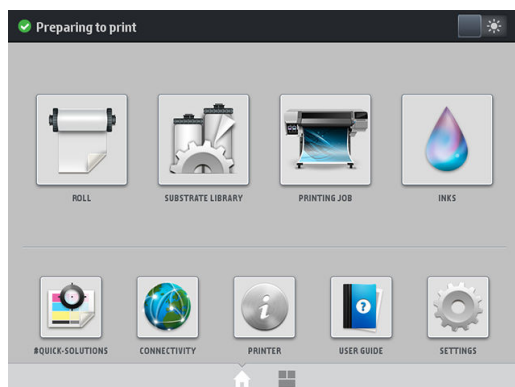 Preparing to print
ROLL
SUBSTRATE LIBRARY
PRINTING JOB
INKS
#QUICK-SOLUTIONS
CONNECTIVITY
PRINTER
USER GUIDE
SETTINGS